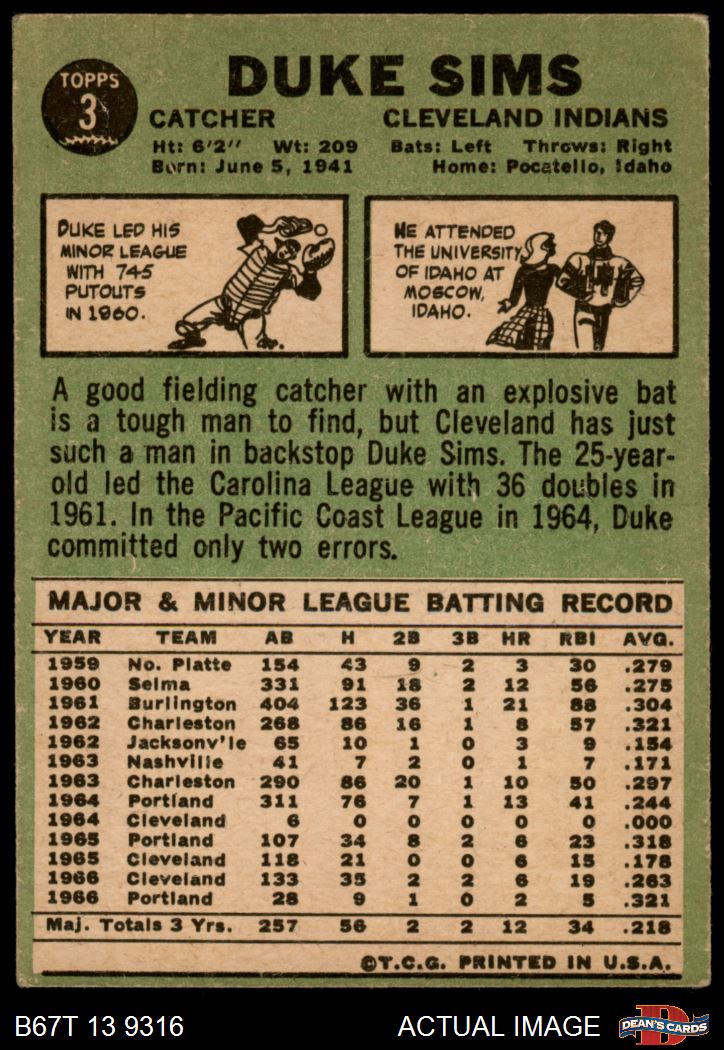 TOPPS
3
DUKE SIMS
CATCHER CLEVELAND INDIANS
Ht: 6'2" Wt: 209 Bats: Left Throws: Right
Born: June 5, 1941 Home: Pocatello, Idaho
DUKE LED HIS
MINOR LEAGUE
WITH 745
PUTOUTS
IN 1960.
HE ATTENDED
THE UNIVERSITY
OF IDAHO AT
MOSCOW,
IDAHO.
A good fielding catcher with an explosive bat
is a tough man to find, but Cleveland has just
such a man in backstop Duke Sims. The 25-year-
old led the Carolina League with 36 doubles in
1961. In the Pacific Coast League in 1964, Duke
committed only two errors.
MAJOR & MINOR LEAGUE BATTING RECORD
YEAR TEAM AB H 2B 3B HR RBI AVG.
1959 No. Platte 154 43 9 2 3 30 .279
1960 Selma 331 91 18 2 12 56 .275
1961 Burlington 404 123 36 1 21 88 .304
1962 Charleston 268 86 16 1 8 57 .321
1962 Jacksonv'le 65 10 1 0 3 9 .154
1963 Nashville 41 7 2 0 1 7 .171
1963 Charleston 290 86 20 1 10 50 .297
1964 Portland 311 76 7 1 13 41 .244
1964 Cleveland 6 0 0 0 0 0 .000
1965 Portland 107 34 8 2 6 23 .318
1965 Cleveland 118 21 0 0 6 15 .178
1966 Cleveland 133 35 2 2 6 19 .263
1966 Portland 28 9 1 0 2 5 .321
Maj. Totals 3 Yrs. 257 56 2 2 12 34 .218
©T.C.G. PRINTED IN U.S.A.
B67T 13 9316 ACTUAL IMAGE
D
DEAN'S CARDS